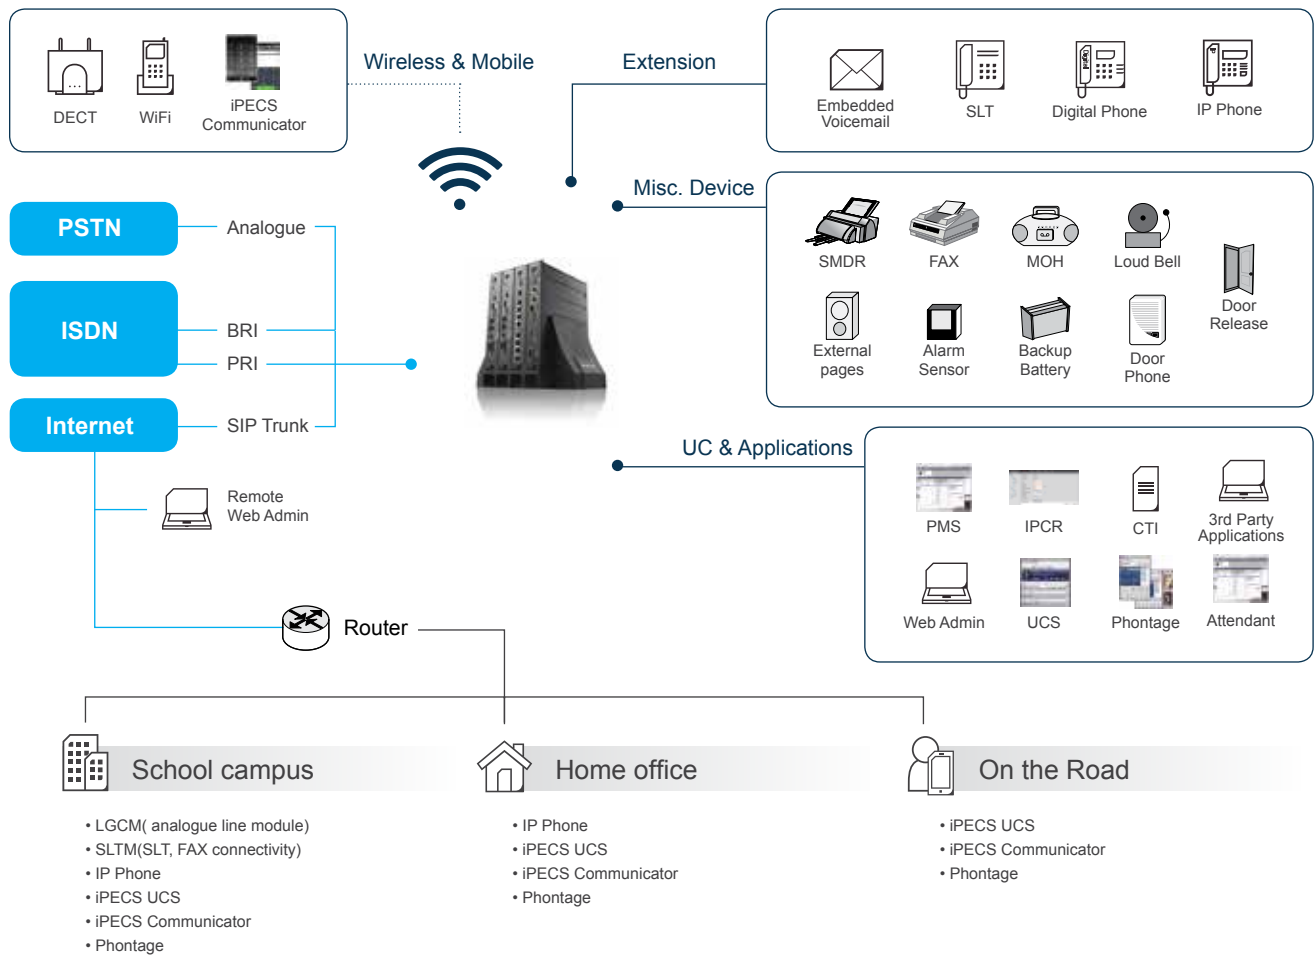 Wireless & Mobile
DECT
WiFi
iPECS
Communicator
Extension
Embedded
Voicemail
SLT
Digital Phone
IP Phone
Digital
IP
Misc. Device
SMDR
FAX
MOH
Loud Bell
Door
Release
External
pages
Alarm
Sensor
Backup
Battery
Door
Phone
PSTN
Analogue
ISDN
BRI
PRI
Internet
SIP Trunk
Remote
Web Admin
UC & Applications
PMS
IPCR
CTI
3rd Party
Applications
Web Admin
UCS
Phontage
Attendant
Router
School campus
• LGCM( analogue line module)
• SLTM(SLT, FAX connectivity)
• IP Phone
• iPECS UCS
• iPECS Communicator
• Phontage
Home office
• IP Phone
• iPECS UCS
• iPECS Communicator
• Phontage
On the Road
• iPECS UCS
• iPECS Communicator
• Phontage